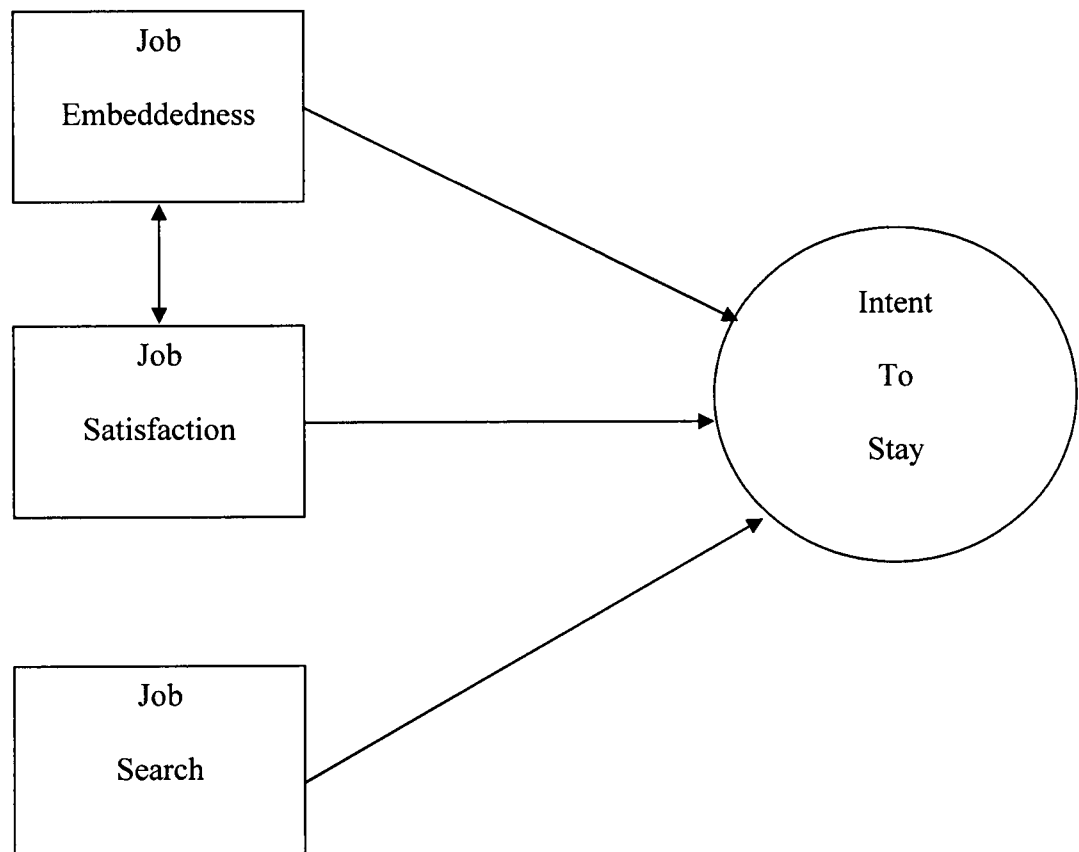 Job
Embeddedness
Job
Satisfaction
Job
Search
Intent
To
Stay